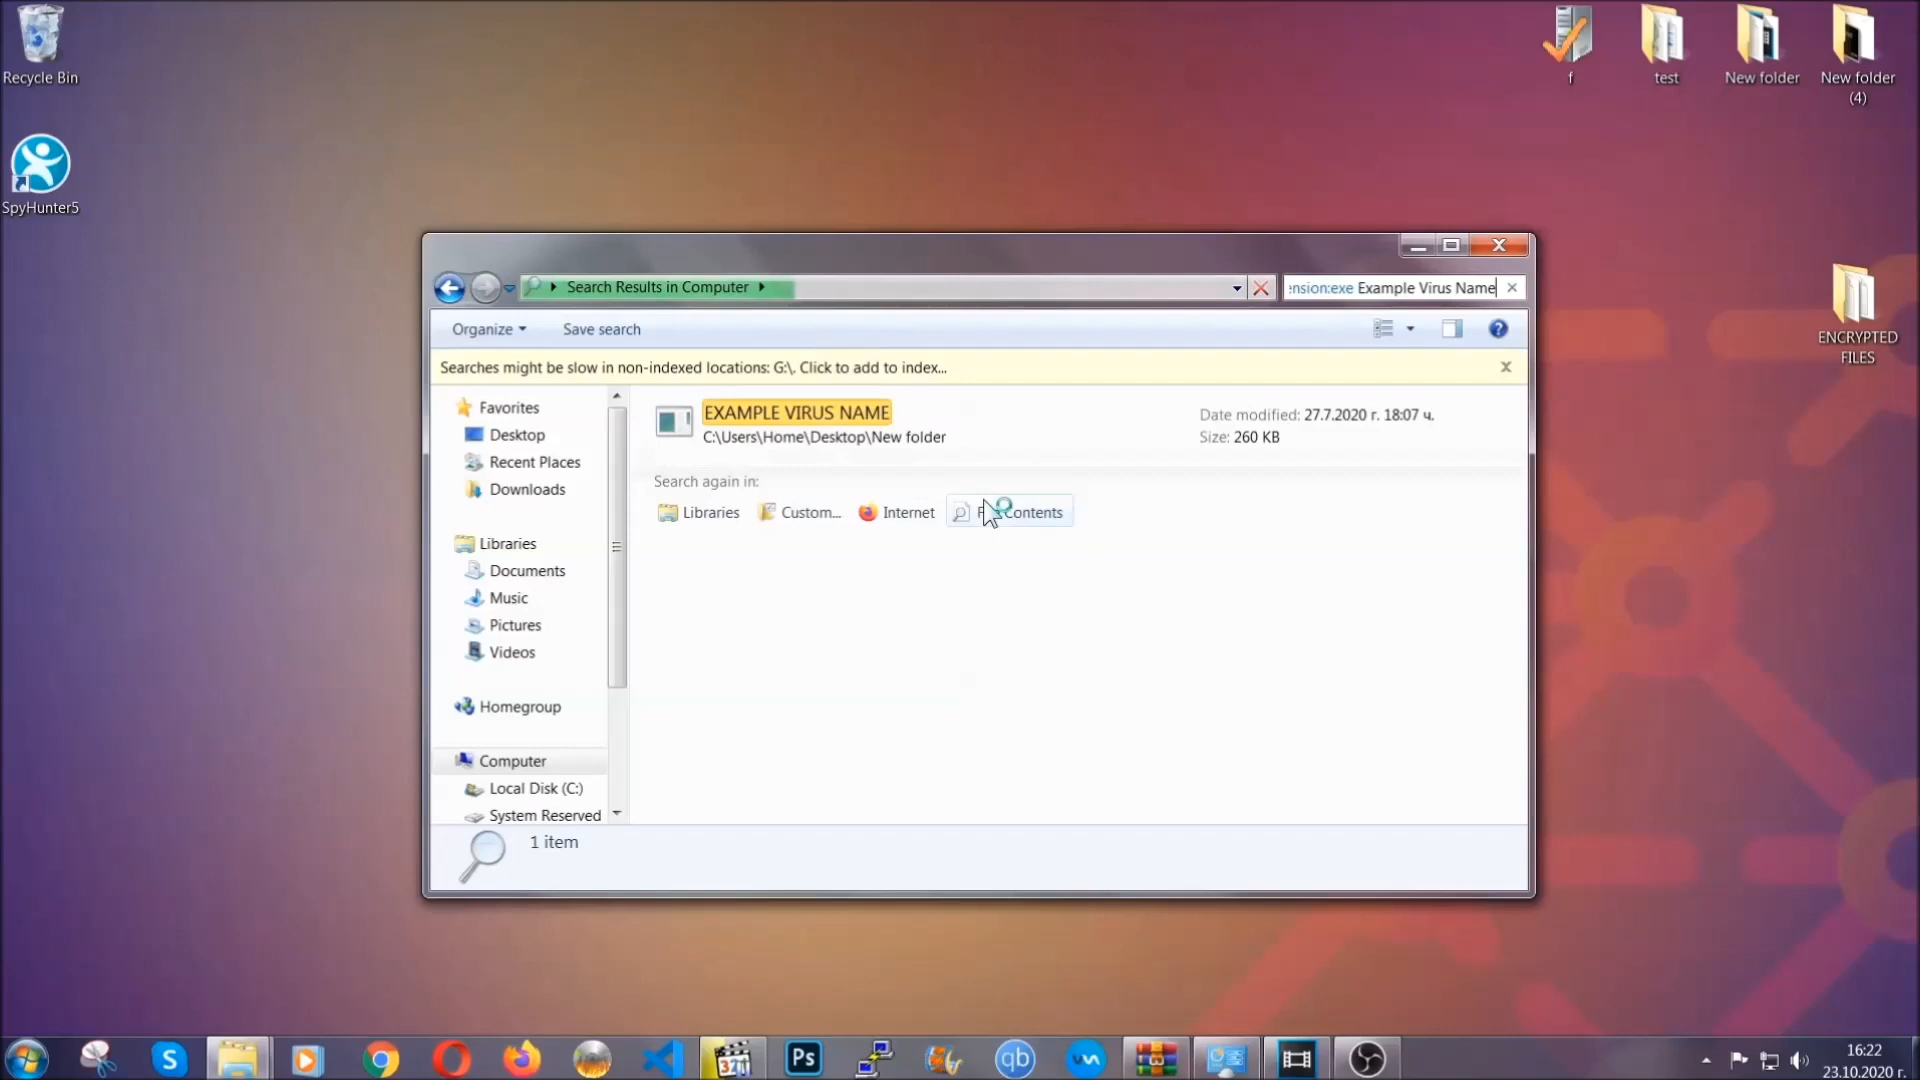 Recycle Bin
SpyHunter5
f
test
New folder
New folder
(4)
ENCRYPTED
FILES
Search Results in Computer
ension:exe Example Virus Name
Organize
Save search
Searches might be slow in non-indexed locations: G:\. Click to add to index...
Favorites
Desktop
Recent Places
Downloads
Libraries
Documents
Music
Pictures
Videos
Homegroup
Computer
Local Disk (C:)
System Reserved
EXAMPLE VIRUS NAME
C:\Users\Home\Desktop\New folder
Date modified: 27.7.2020 г. 18:07 ч.
Size: 260 KB
Search again in:
Libraries
Custom...
Internet
Contents
1 item
Ps
qb
321
16:22
23.10.2020 г.